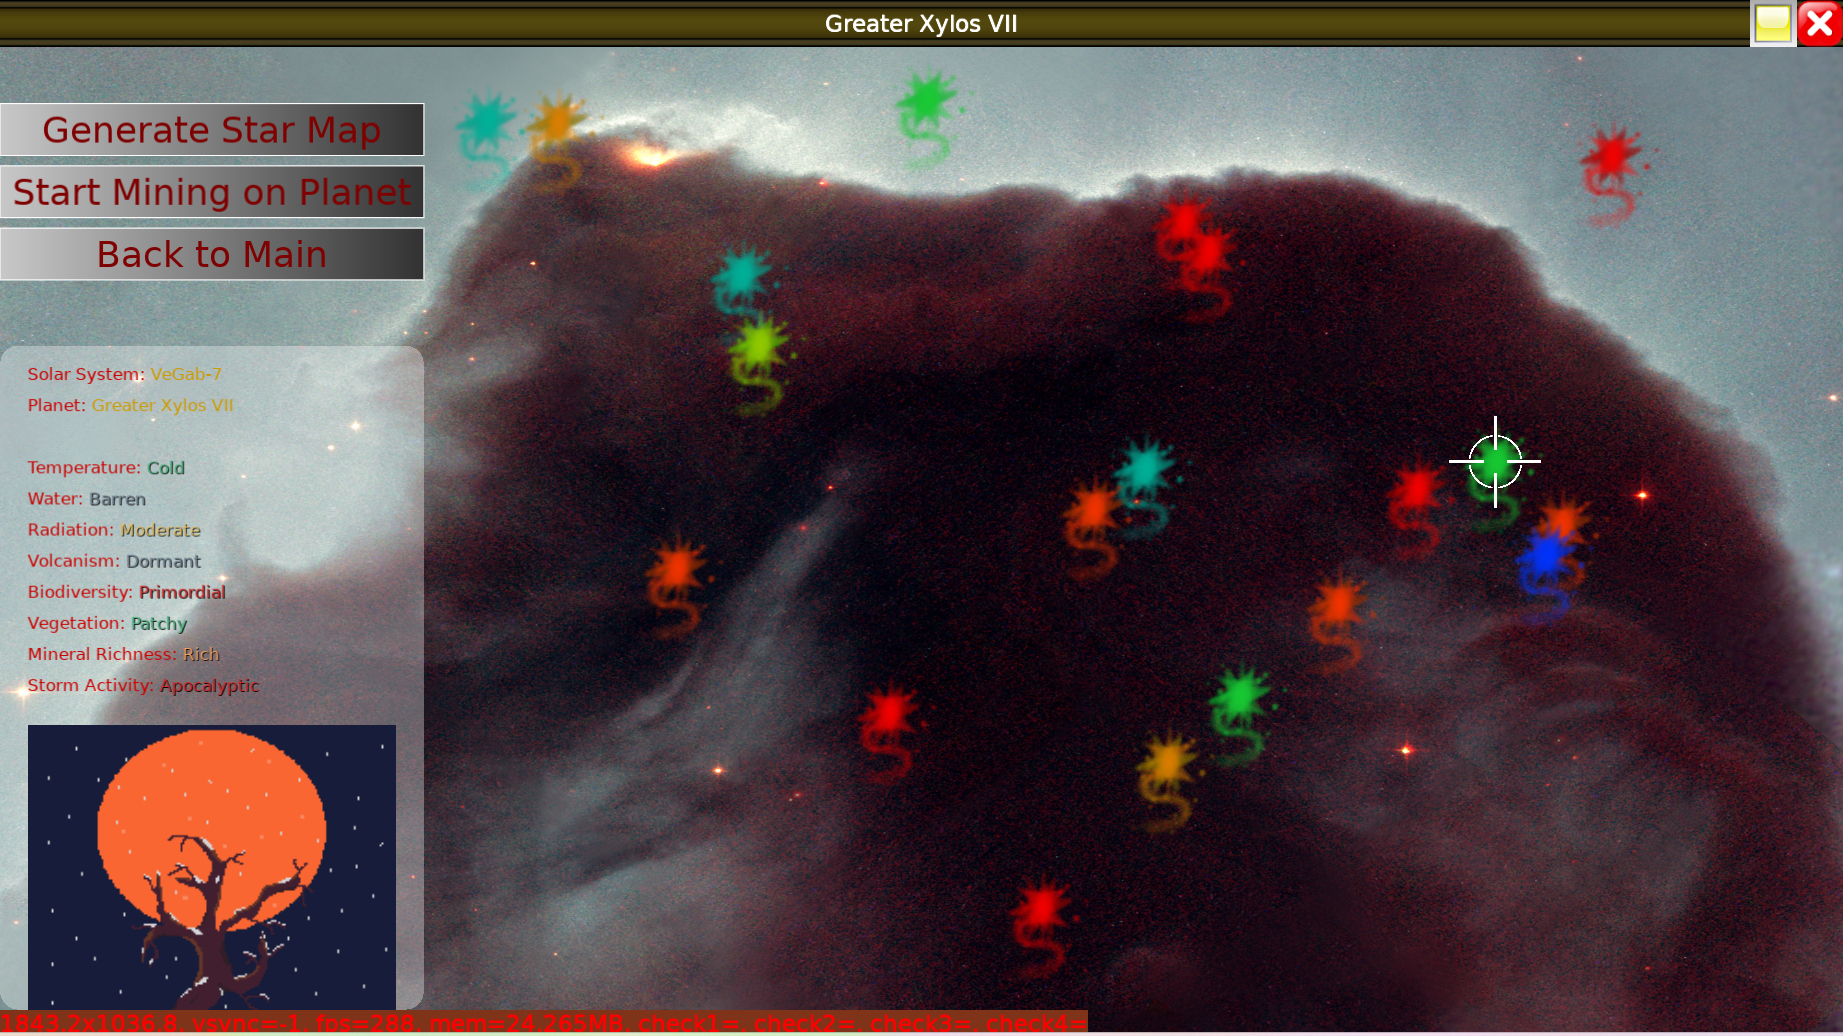 Greater Xylos VII
Generate Star Map
Start Mining on Planet
Back to Main
Solar System: VeGab-7
Planet: Greater Xylos VII
Temperature: Cold
Water: Barren
Radiation: Moderate
Volcanism: Dormant
Biodiversity: Primordial
Vegetation: Patchy
Mineral Richness: Rich
Storm Activity: Apocalyptic
1843.2x1036.8, vsync=-1, fps=288, mem=24.265MB, check1=, check2=, check3=, check4=